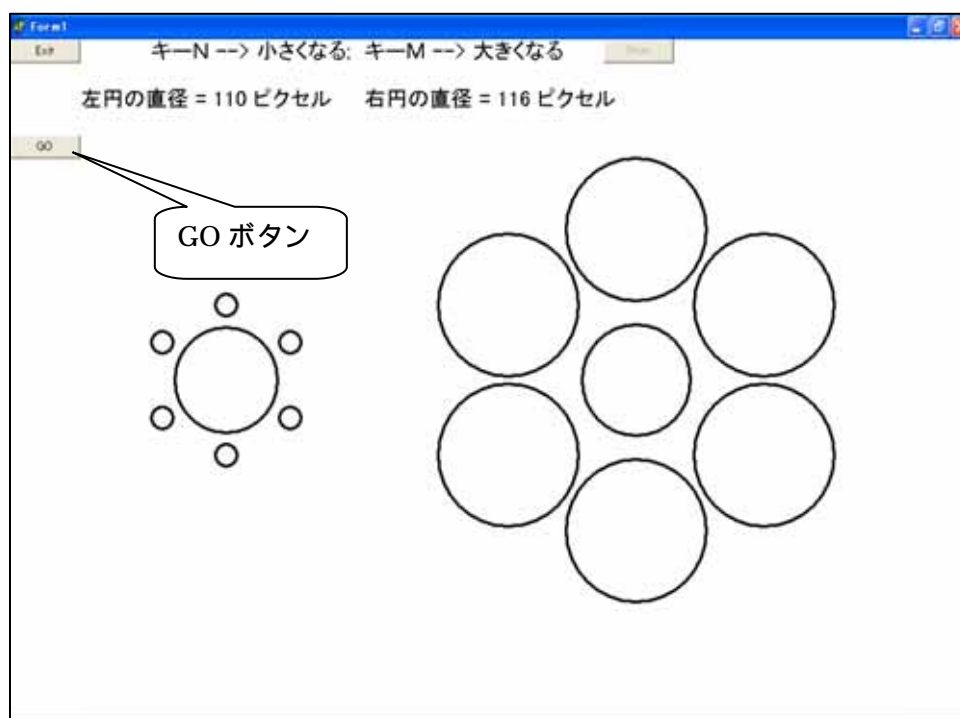 Form1
Exit
キーN --> 小さくなる; キーM --> 大きくなる
左円の直径 = 110 ピクセル 右円の直径 = 116 ピクセル
GO
GO ボタン